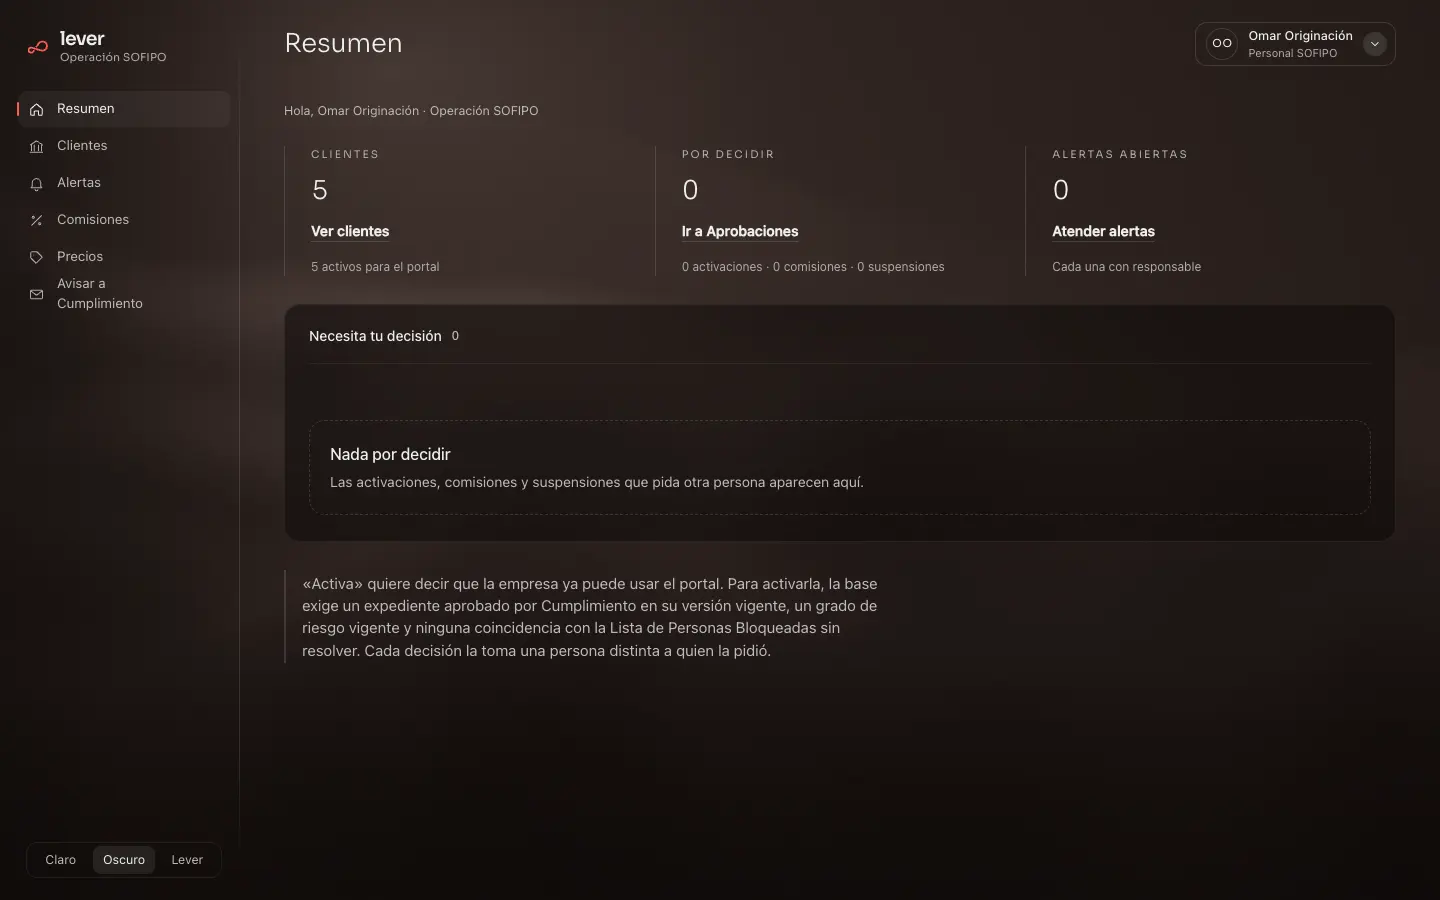 lever
Operación SOFIPO
Resumen
Clientes
Alertas
Comisiones
Precios
Avisar a
Cumplimiento
Claro
Oscuro
Lever
Resumen
OO
Omar Originación
Personal SOFIPO
Hola, Omar Originación · Operación SOFIPO
CLIENTES
5
Ver clientes
5 activos para el portal
POR DECIDIR
0
Ir a Aprobaciones
0 activaciones · 0 comisiones · 0 suspensiones
ALERTAS ABIERTAS
0
Atender alertas
Cada una con responsable
Necesita tu decisión 0
Nada por decidir
Las activaciones, comisiones y suspensiones que pida otra persona aparecen aquí.
«Activa» quiere decir que la empresa ya puede usar el portal. Para activarla, la base
exige un expediente aprobado por Cumplimiento en su versión vigente, un grado de
riesgo vigente y ninguna coincidencia con la Lista de Personas Bloqueadas sin
resolver. Cada decisión la toma una persona distinta a quien la pidió.